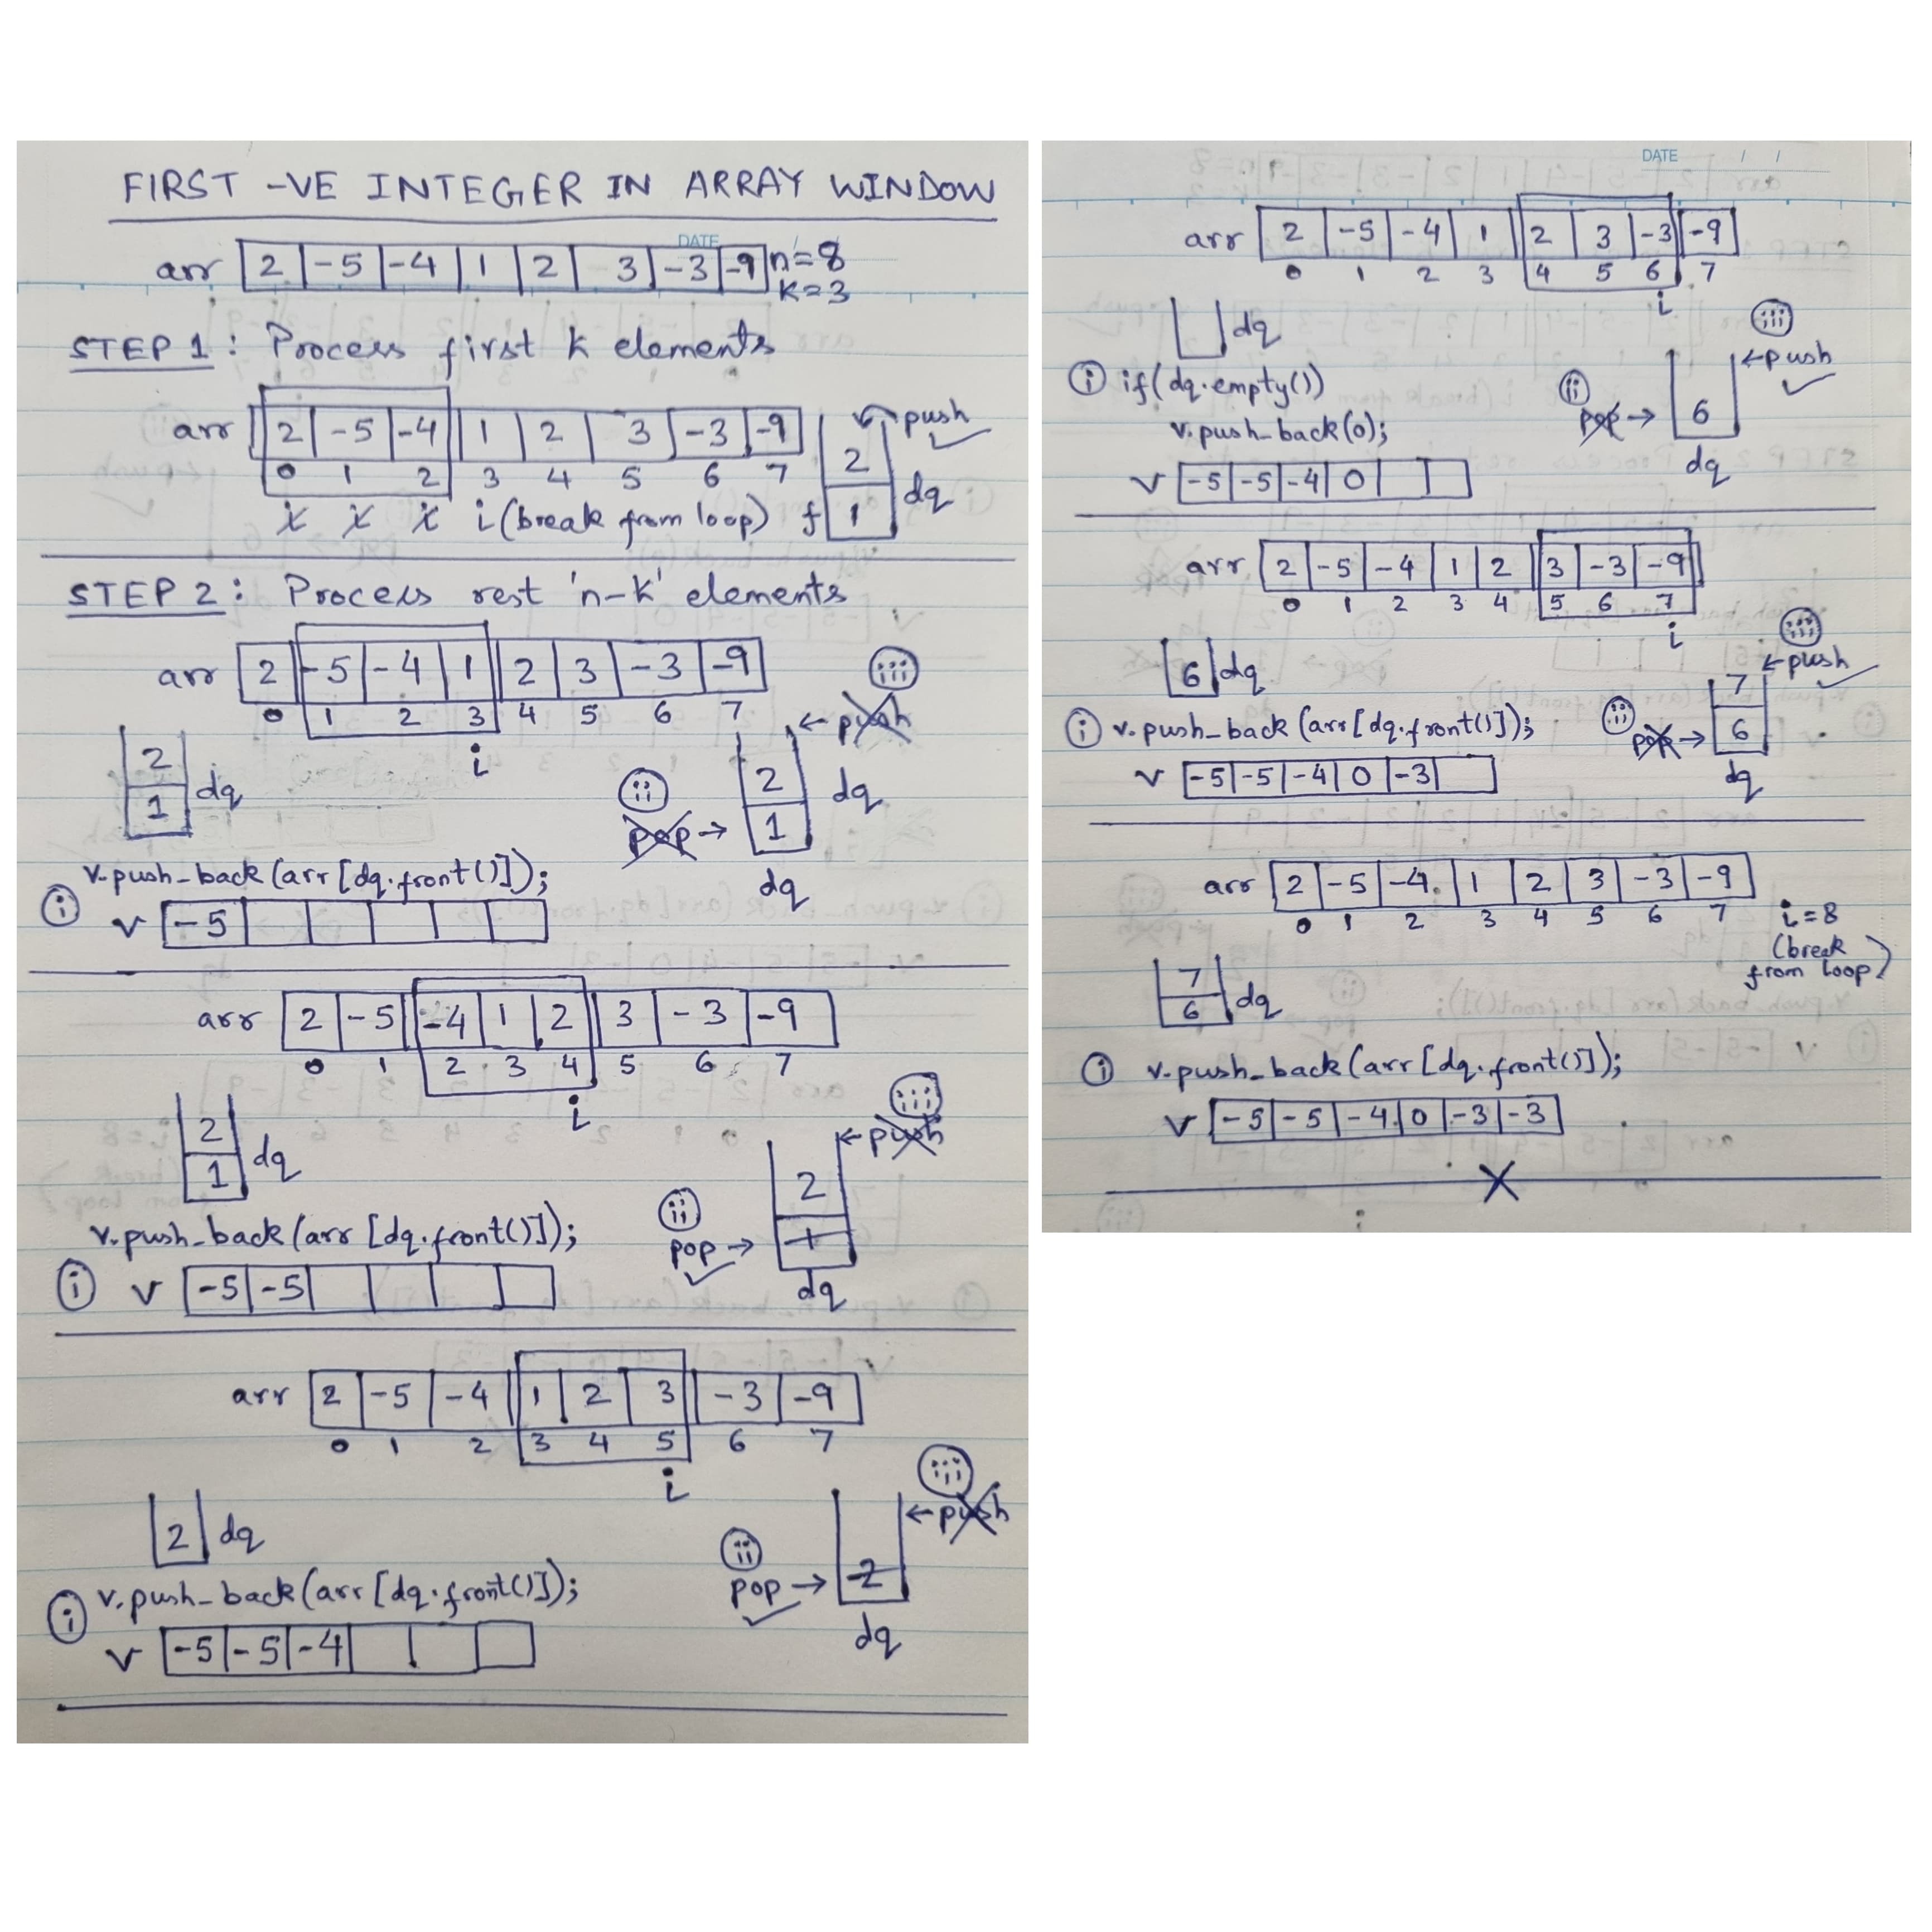 FIRST -VE INTEGER IN ARRAY WINDOW
DATE
arr 2 -5 -4 1 2 3 -3 -9 n=8
k=3
STEP 1: Process first k elements
arr 2 -5 -4 1 2 3 -3 -9 2 push
0 1 2 3 4 5 6 7 dq
i i i i (break from loop) f 1
STEP 2: Process rest 'n-k' elements
arr 2 -5 -4 1 2 3 -3 -9 iii
0 1 2 3 4 5 6 7 push
i
2 1 dq ii pop 2 1 dq
dq
v.push_back(arr[dq.front()]);
i v -5
arr 2 -5 -4 1 2 3 -3 -9
0 1 2 3 4 5 6 7
i iii
push
2 1 dq ii pop 2 1
dq
v.push_back(arr[dq.front()]);
i v -5 -5
arr 2 -5 -4 1 2 3 -3 -9
0 1 2 3 4 5 6 7
i iii
push
2 dq ii pop 2
dq
v.push_back(arr[dq.front()]);
i v -5 -5 -4
DATE / /
arr 2 -5 -4 1 2 3 -3 -9
0 1 2 3 4 5 6 7
i
dq iii
push
i if(dq.empty()) ii pop 6
v.push_back(0); dq
v -5 -5 -4 0
arr 2 -5 -4 1 2 3 -3 -9
0 1 2 3 4 5 6 7
i iii
6 dq push
i v.push_back(arr[dq.front()]); ii pop 7 6
v -5 -5 -4 0 -3 dq
arr 2 -5 -4 1 2 3 -3 -9
0 1 2 3 4 5 6 7 i=8
(break
from loop)
7 6 dq
i v.push_back(arr[dq.front()]);
v -5 -5 -4 0 -3 -3
X